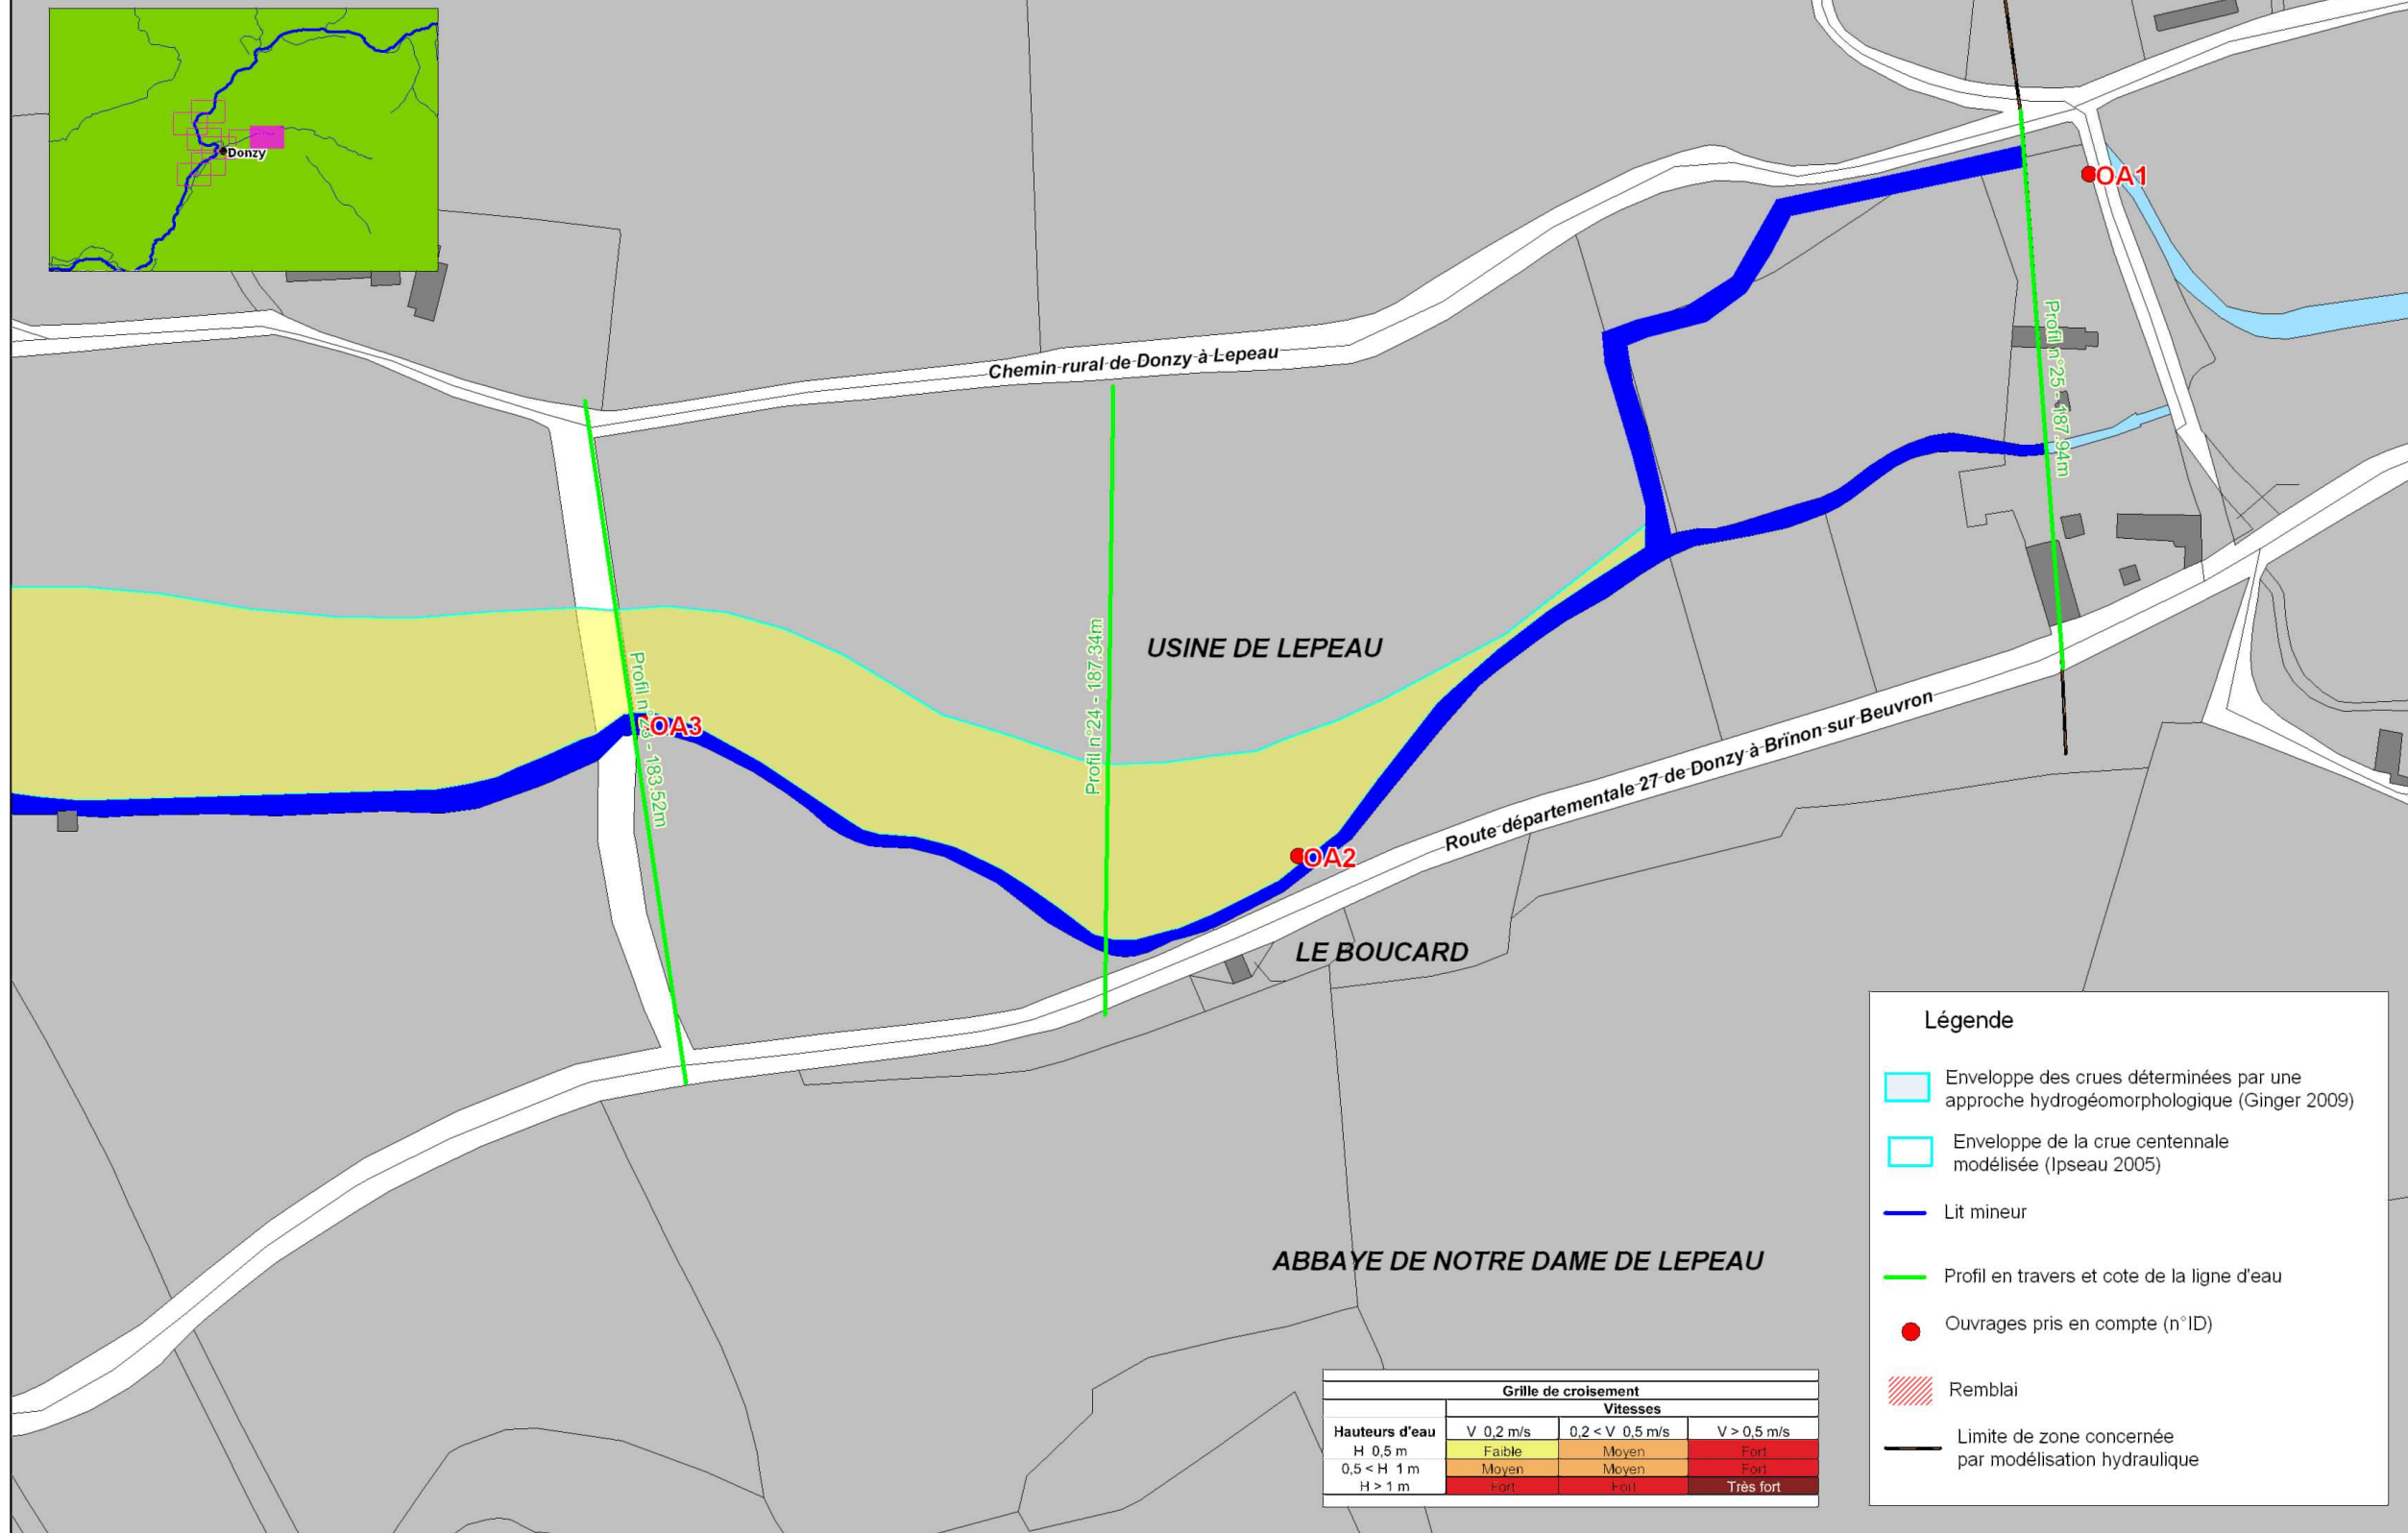 Donzy
OA1
Profil n°25 - 187.94m
Chemin rural de Donzy à Lepeau
USINE DE LEPEAU
Profil n°24 - 187.34m
Profil n°23 - 183.52m
OA3
OA2
Route départementale 27 de Donzy à Brïnon sur Beuvron
LE BOUCARD
ABBAYE DE NOTRE DAME DE LEPEAU
Légende
Enveloppe des crues déterminées par une
approche hydrogéomorphologique (Ginger 2009)
Enveloppe de la crue centennale
modélisée (Ipseau 2005)
Lit mineur
Profil en travers et cote de la ligne d'eau
Ouvrages pris en compte (n°ID)
Remblai
Limite de zone concernée
par modélisation hydraulique
Grille de croisement
Vitesses
Hauteurs d'eau V 0,2 m/s 0,2 < V 0,5 m/s V > 0,5 m/s
H 0,5 m Faible Moyen Fort
0,5 < H 1 m Moyen Moyen Fort
H > 1 m Fort Fort Très fort